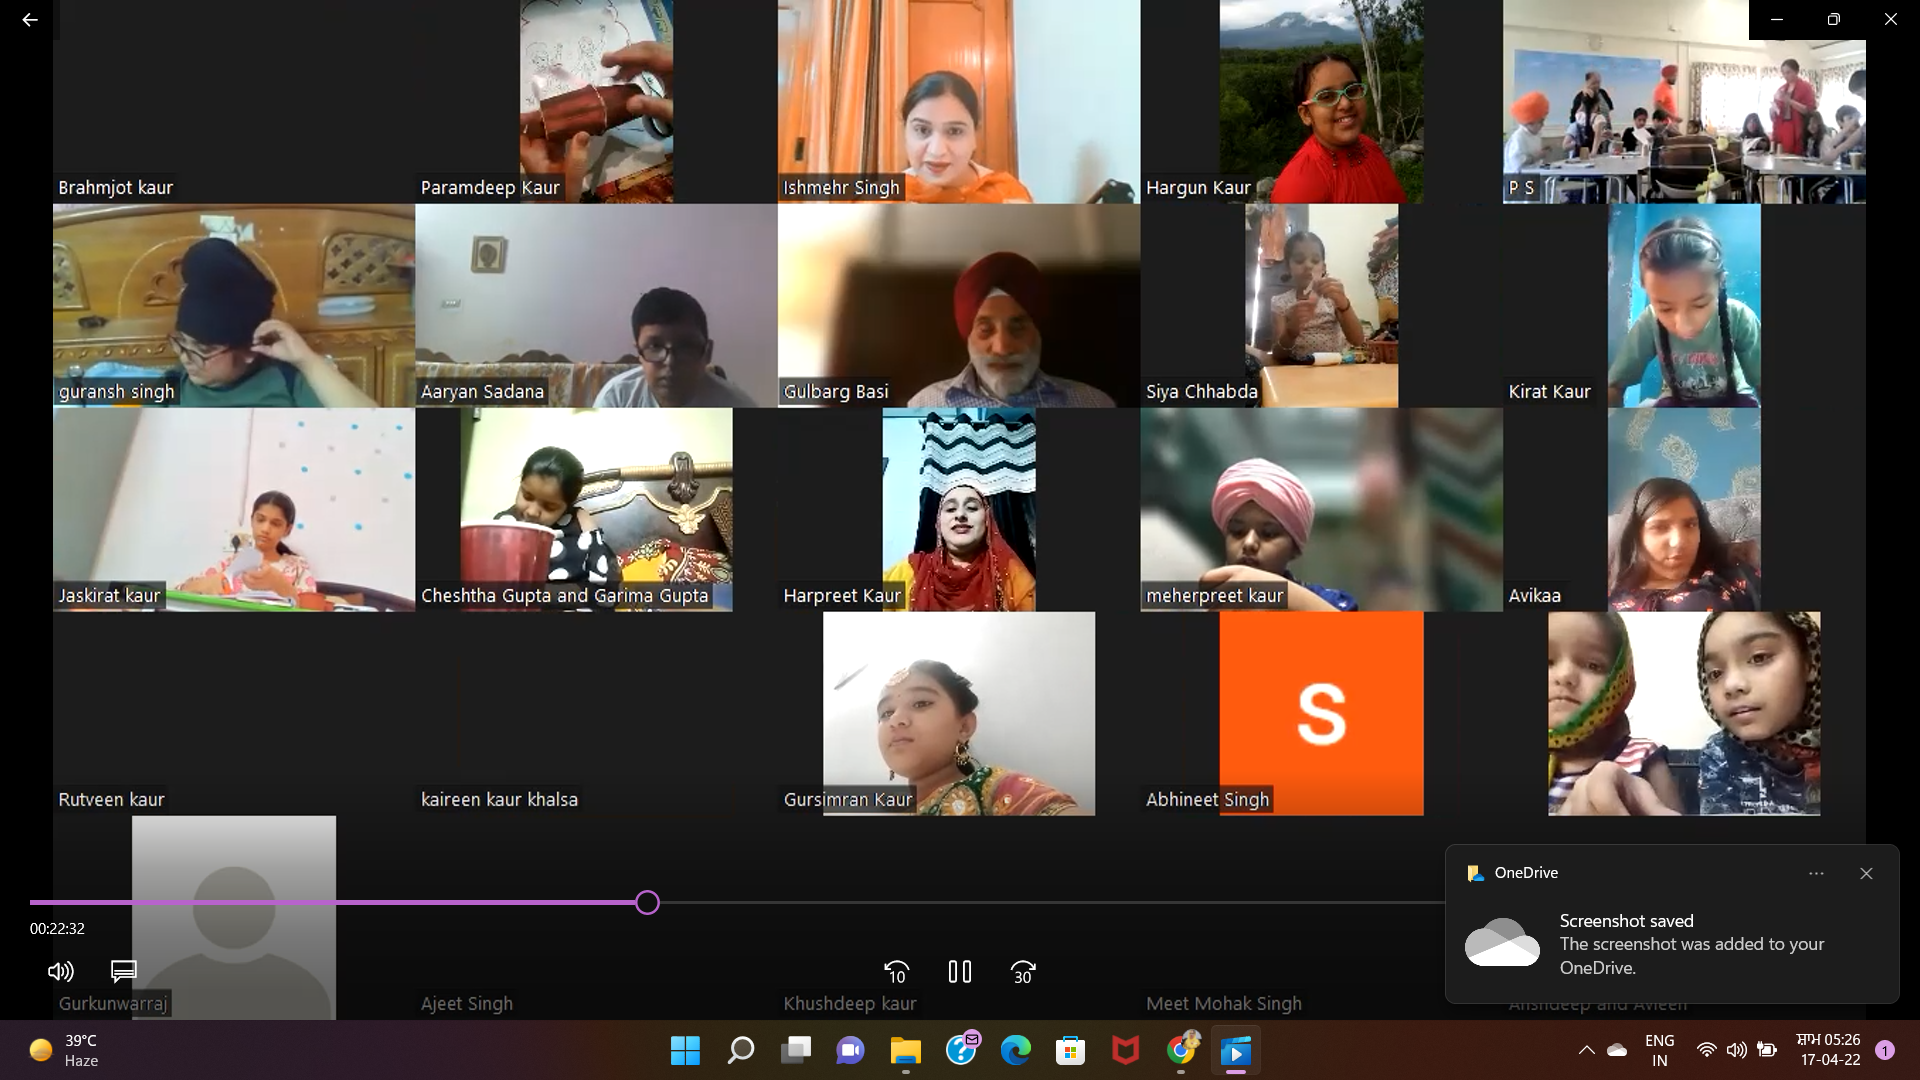 Brahmjot kaur
Paramdeep Kaur
Ishmehr Singh
Hargun Kaur
P S
guransh singh
Aaryan Sadana
Gulbarg Basi
Siya Chhabda
Kirat Kaur
Jaskirat kaur
Cheshtha Gupta and Garima Gupta
Harpreet Kaur
meherpreet kaur
Avikaa
S
Rutveen kaur
kaireen kaur khalsa
Gursimran Kaur
Abhineet Singh
OneDrive
Screenshot saved
The screenshot was added to your
OneDrive.
00:22:32
10
30
Gurkunwarraj
Ajeet Singh
Khushdeep kaur
Meet Mohak Singh
Anshdeep and Avleen
39°C
Haze
ENG
IN
ਸ਼ਾਮ 05:26
17-04-22
1